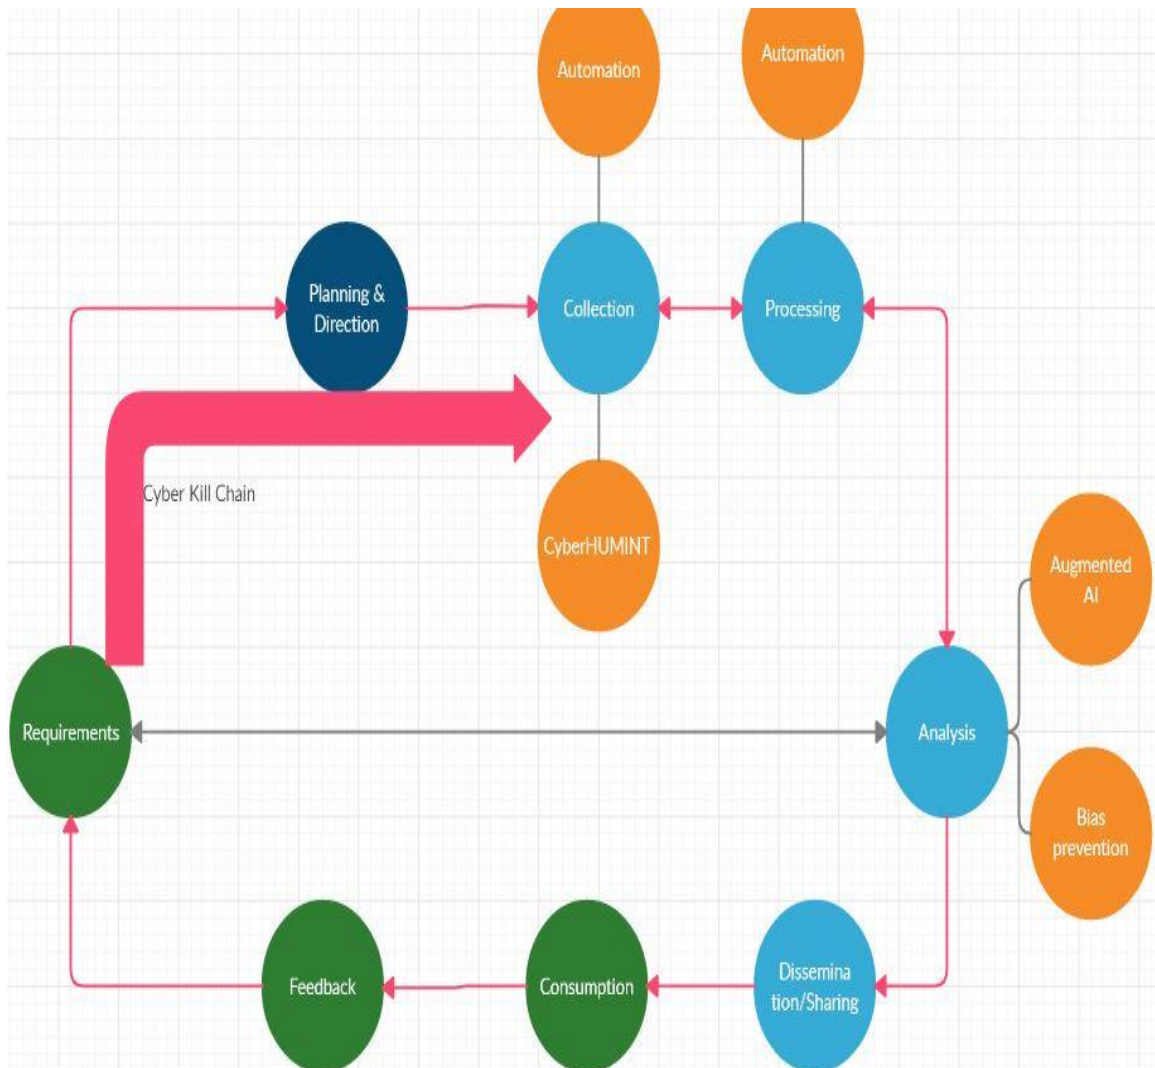 Automation
Automation
Planning &
Direction
Collection
Processing
Cyber Kill Chain
CyberHUMINT
Augmented
AI
Requirements
Analysis
Bias
prevention
Feedback
Consumption
Dissemina
tion/Sharing